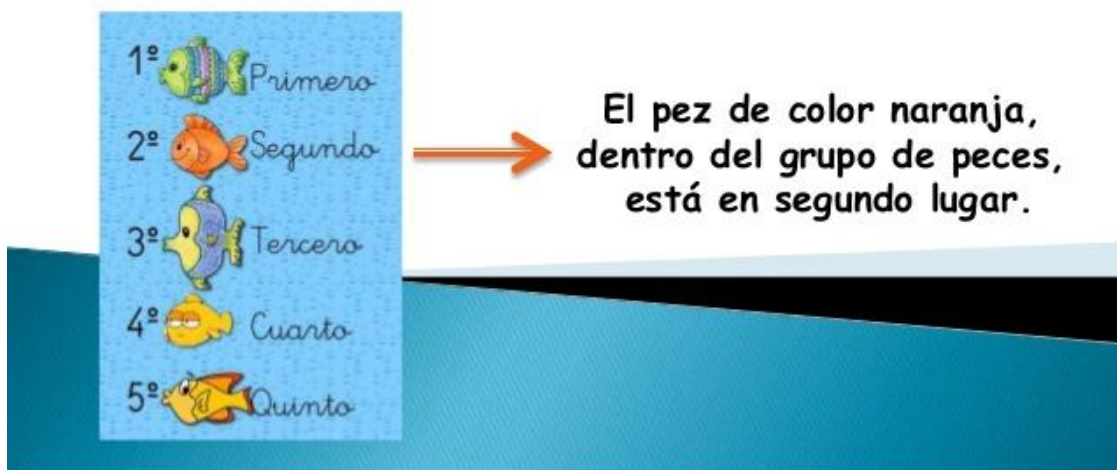 1º Primero
2º Segundo
3º Tercero
4º Cuarto
5º Quinto
El pez de color naranja,
dentro del grupo de peces,
está en segundo lugar.